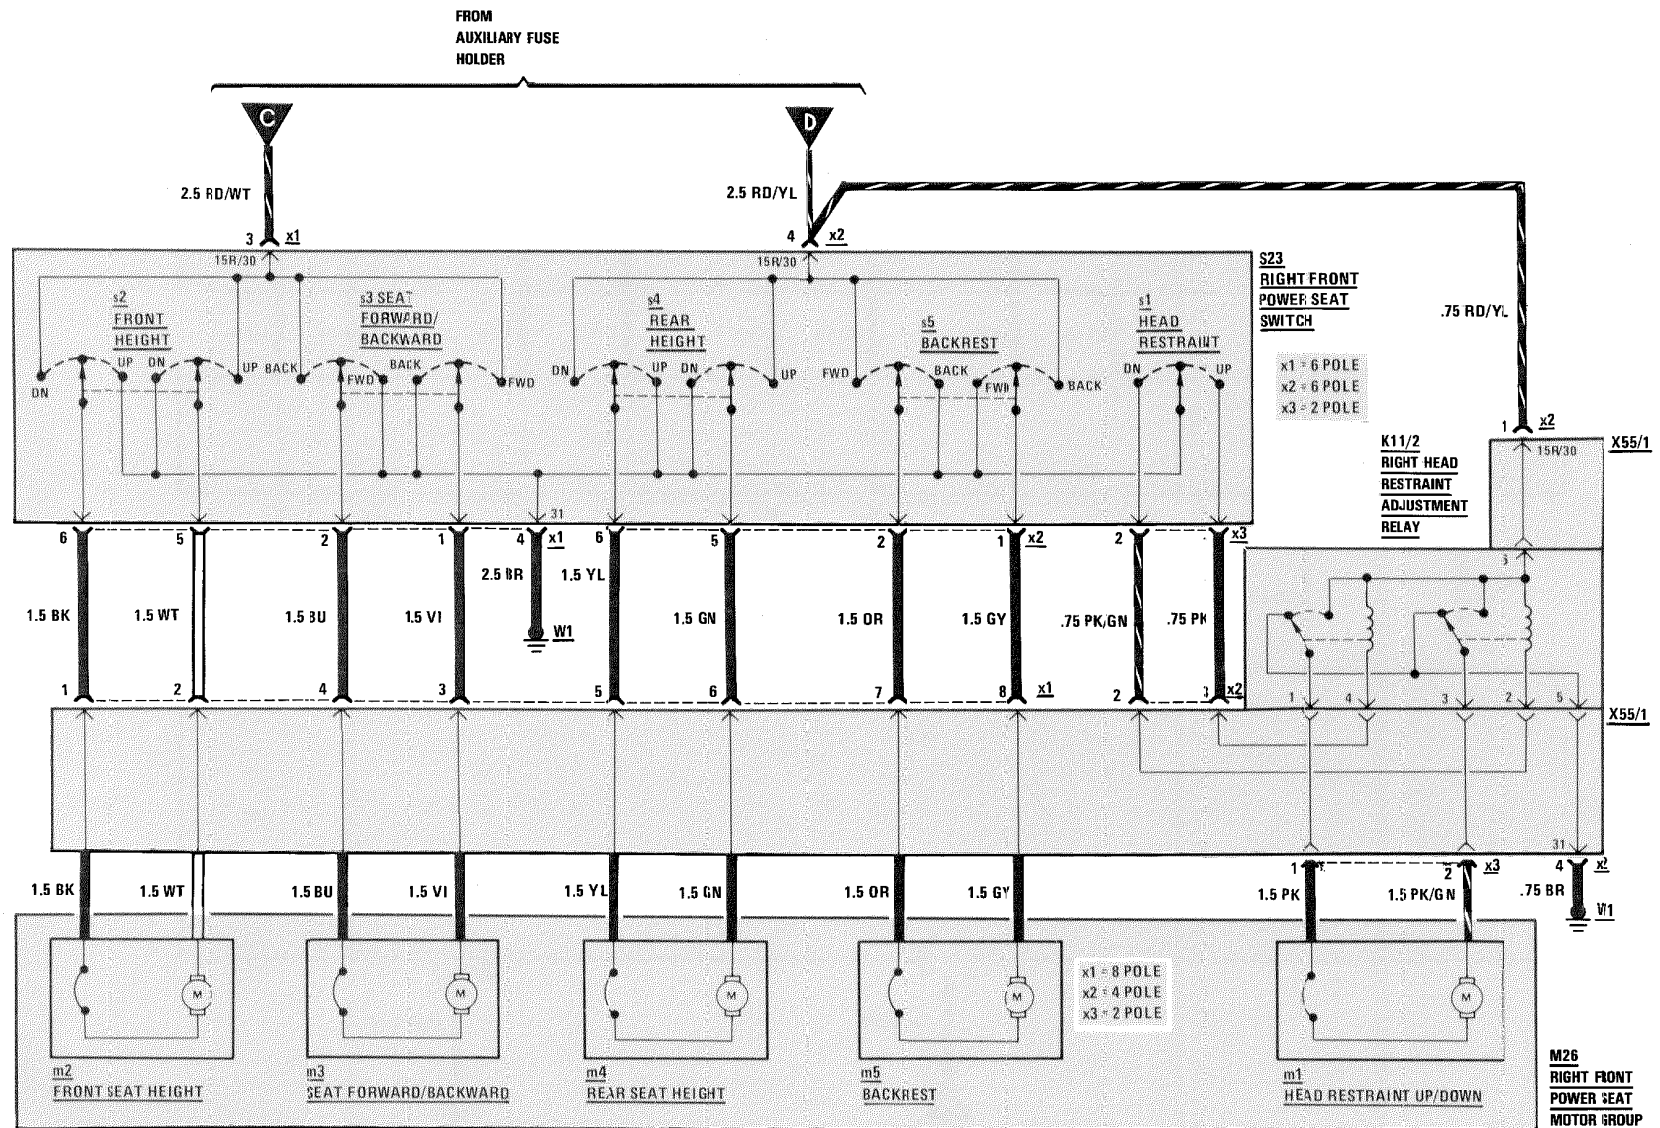 FROM
AUXILIARY FUSE
HOLDER
C
D
2.5 RD/WT
2.5 RD/YL
3 x1
4 x2
15R/30
15R/30
S23
RIGHT FRONT
POWER SEAT
SWITCH
s2
FRONT
HEIGHT
s3 SEAT
FORWARD/
BACKWARD
s4
REAR
HEIGHT
s5
BACKREST
s1
HEAD
RESTRAINT
.75 RD/YL
DN
UP
DN
UP
BACK
FWD
BACK
FWD
DN
UP
DN
UP
FWD
BACK
FWD
BACK
DN
UP
x1 = 6 POLE
x2 = 6 POLE
x3 = 2 POLE
1 x2
X55/1
15R/30
K11/2
RIGHT HEAD
RESTRAINT
ADJUSTMENT
RELAY
31
6 5 2 1 4 x1 6 5 2 1 x2 2 x3
2.5 BR
1.5 YL
1.5 BK
1.5 WT
1.5 BU
1.5 VI
1.5 GN
1.5 OR
1.5 GY
.75 PK/GN
.75 PK
W1
1 2 4 3 5 6 7 8 x1 2 3 x2
1 4 3 2 5
X55/1
31
1 2 x3 4
1.5 BK
1.5 WT
1.5 BU
1.5 VI
1.5 YL
1.5 GN
1.5 OR
1.5 GY
1.5 PK
1.5 PK/GN
.75 BR
W1
M
M
M
M
M
x1 = 8 POLE
x2 = 4 POLE
x3 = 2 POLE
m2
FRONT SEAT HEIGHT
m3
SEAT FORWARD/BACKWARD
m4
REAR SEAT HEIGHT
m5
BACKREST
m1
HEAD RESTRAINT UP/DOWN
M26
RIGHT FRONT
POWER SEAT
MOTOR GROUP